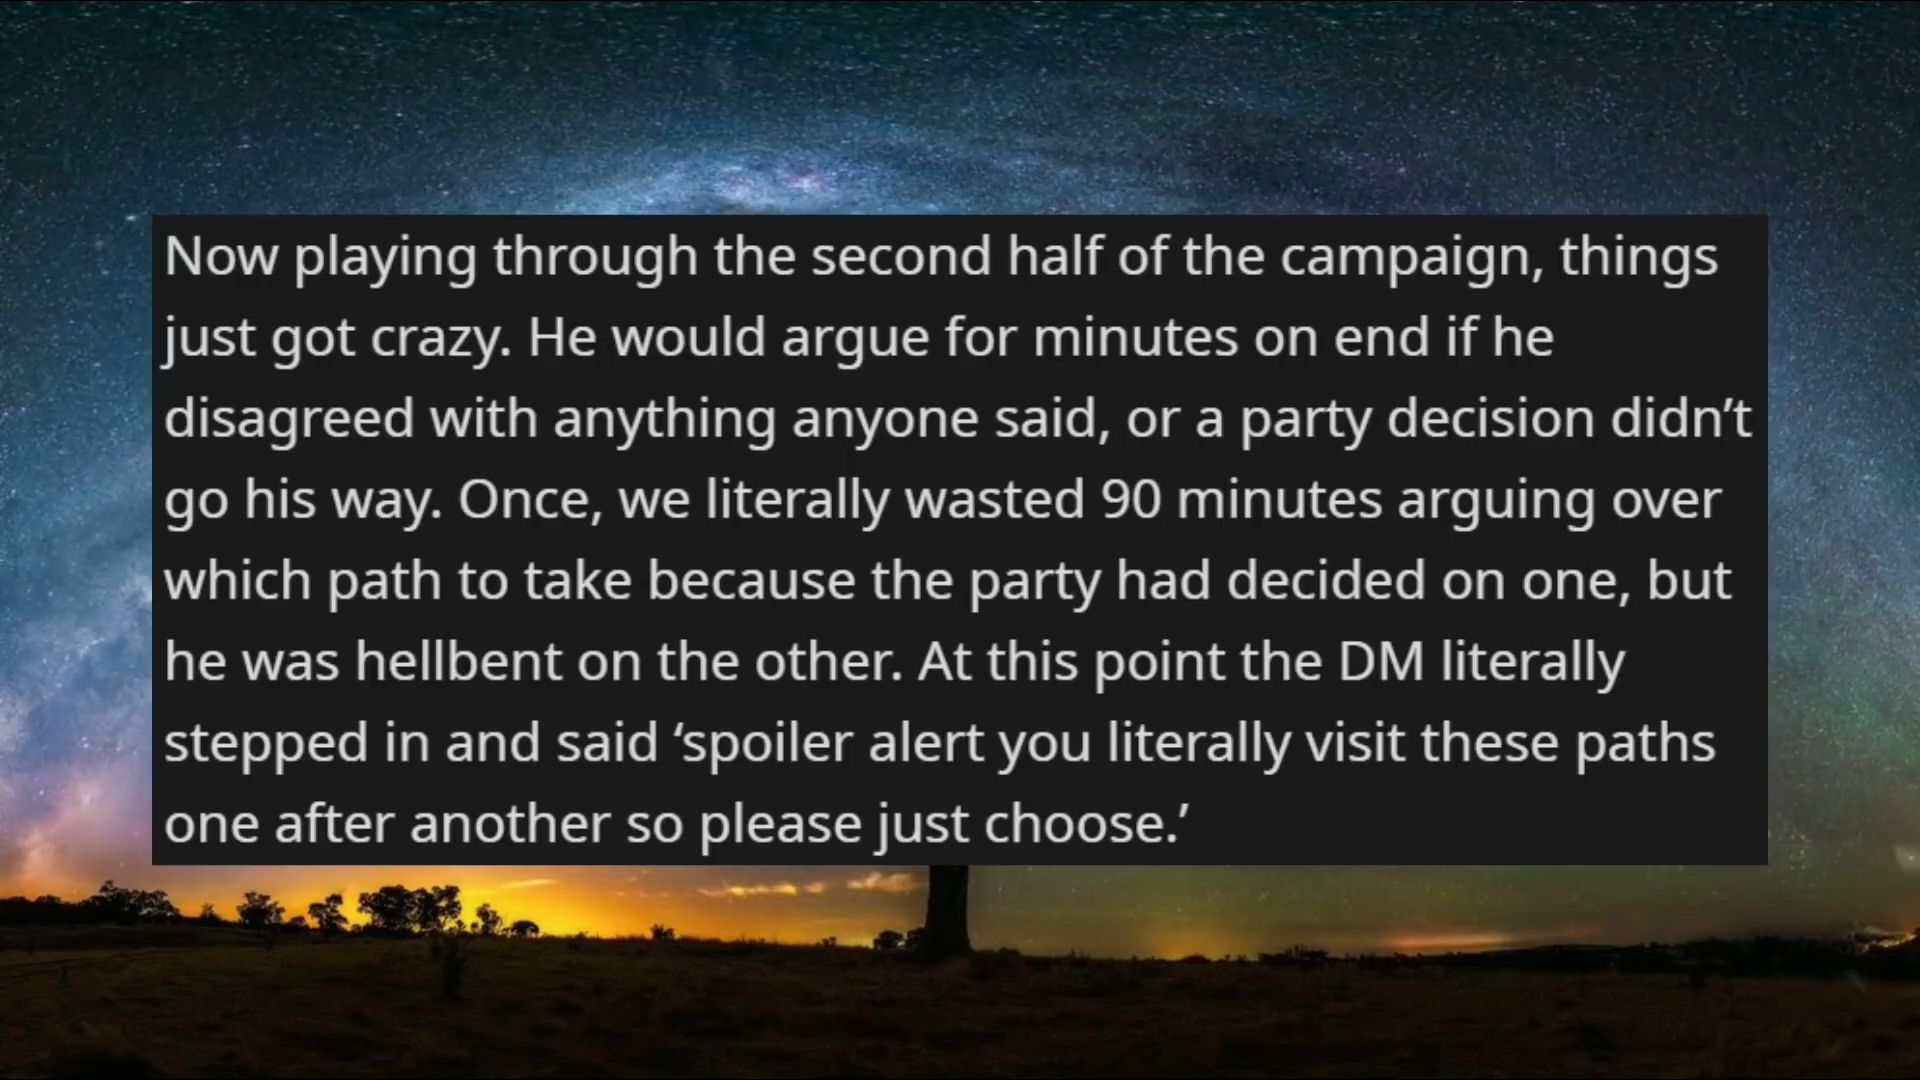 Now playing through the second half of the campaign, things
just got crazy. He would argue for minutes on end if he
disagreed with anything anyone said, or a party decision didn’t
go his way. Once, we literally wasted 90 minutes arguing over
which path to take because the party had decided on one, but
he was hellbent on the other. At this point the DM literally
stepped in and said ‘spoiler alert you literally visit these paths
one after another so please just choose.’